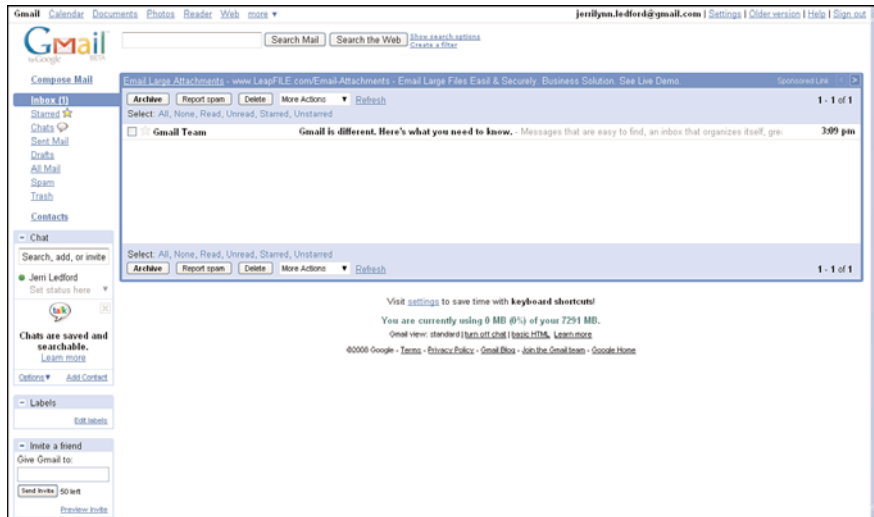 Gmail Calendar Documents Photos Reader Web more ▼
jerrilynn.ledford@gmail.com | Settings | Older version | Help | Sign out
Gmail
by Google BETA
Search Mail Search the Web Show search options
Create a filter
Compose Mail
Inbox (1)
Starred
Chats
Sent Mail
Drafts
All Mail
Spam
Trash
Contacts
Email Large Attachments - www.LeapFILE.com/Email-Attachments - Email Large Files Easil & Securely. Business Solution. See Live Demo. Sponsored Link < >
Archive Report spam Delete More Actions ▼ Refresh 1 - 1 of 1
Select: All, None, Read, Unread, Starred, Unstarred
Gmail Team Gmail is different. Here's what you need to know. - Messages that are easy to find, an inbox that organizes itself, gre 3:09 pm
Select: All, None, Read, Unread, Starred, Unstarred
Archive Report spam Delete More Actions ▼ Refresh 1 - 1 of 1
− Chat
Search, add, or invite
Jerri Ledford
Set status here ▼
talk
Chats are saved and
searchable.
Learn more
Options ▼ Add Contact
− Labels
Edit labels
− Invite a friend
Give Gmail to:
Send Invite 50 left
Preview Invite
Visit settings to save time with keyboard shortcuts!
You are currently using 0 MB (0%) of your 7291 MB.
Gmail view: standard | turn off chat | basic HTML Learn more
©2008 Google - Terms - Privacy Policy - Gmail Blog - Join the Gmail team - Google Home